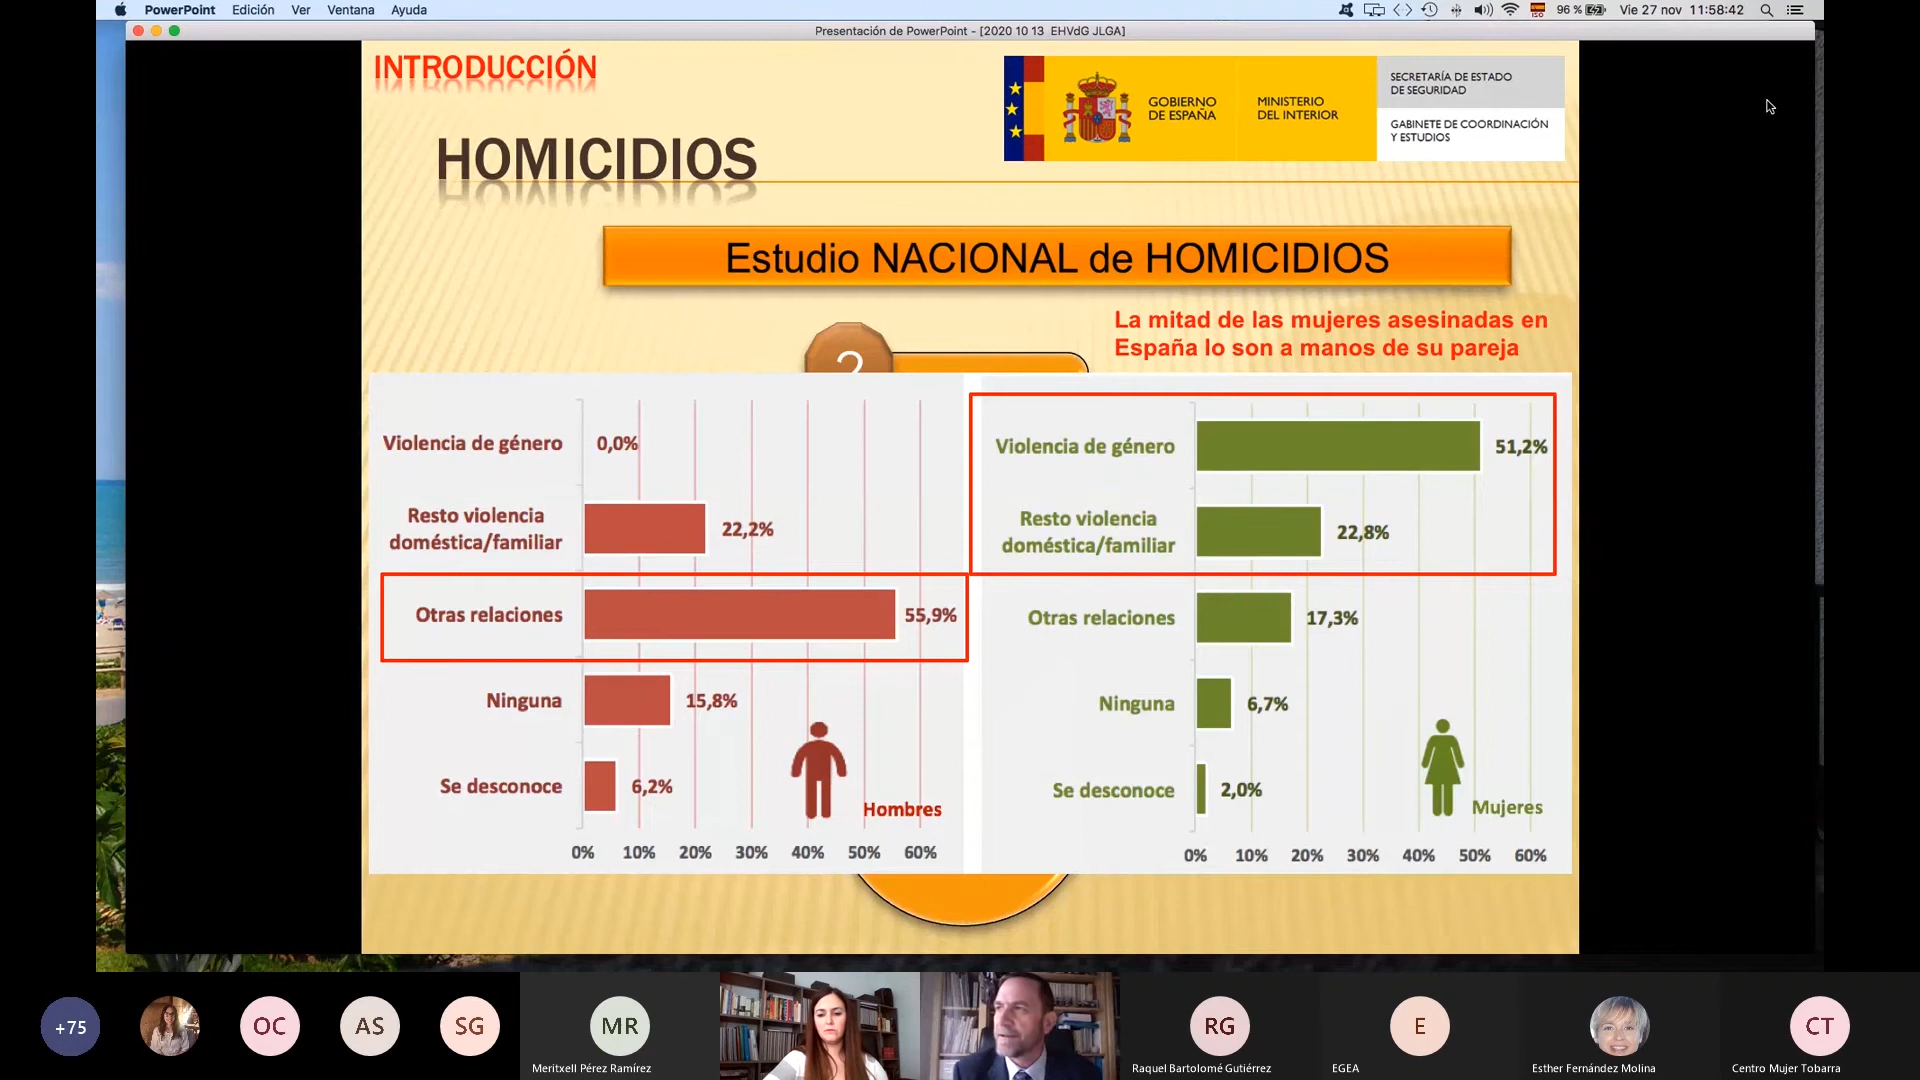 PowerPoint Edición Ver Ventana Ayuda
ISO 96 % Vie 27 nov 11:58:42
Presentación de PowerPoint - [2020 10 13 EHVdG JLGA]
INTRODUCCIÓN
HOMICIDIOS
GOBIERNO
DE ESPAÑA
MINISTERIO
DEL INTERIOR
SECRETARÍA DE ESTADO
DE SEGURIDAD
GABINETE DE COORDINACIÓN
Y ESTUDIOS
Estudio NACIONAL de HOMICIDIOS
La mitad de las mujeres asesinadas en
España lo son a manos de su pareja
2
Violencia de género 0,0%
Resto violencia
doméstica/familiar 22,2%
Otras relaciones 55,9%
Ninguna 15,8%
Se desconoce 6,2%
Hombres
0% 10% 20% 30% 40% 50% 60%
Violencia de género 51,2%
Resto violencia
doméstica/familiar 22,8%
Otras relaciones 17,3%
Ninguna 6,7%
Se desconoce 2,0%
Mujeres
0% 10% 20% 30% 40% 50% 60%
+75 OC AS SG MR RG E CT
Meritxell Pérez Ramírez Raquel Bartolomé Gutiérrez EGEA Esther Fernández Molina Centro Mujer Tobarra